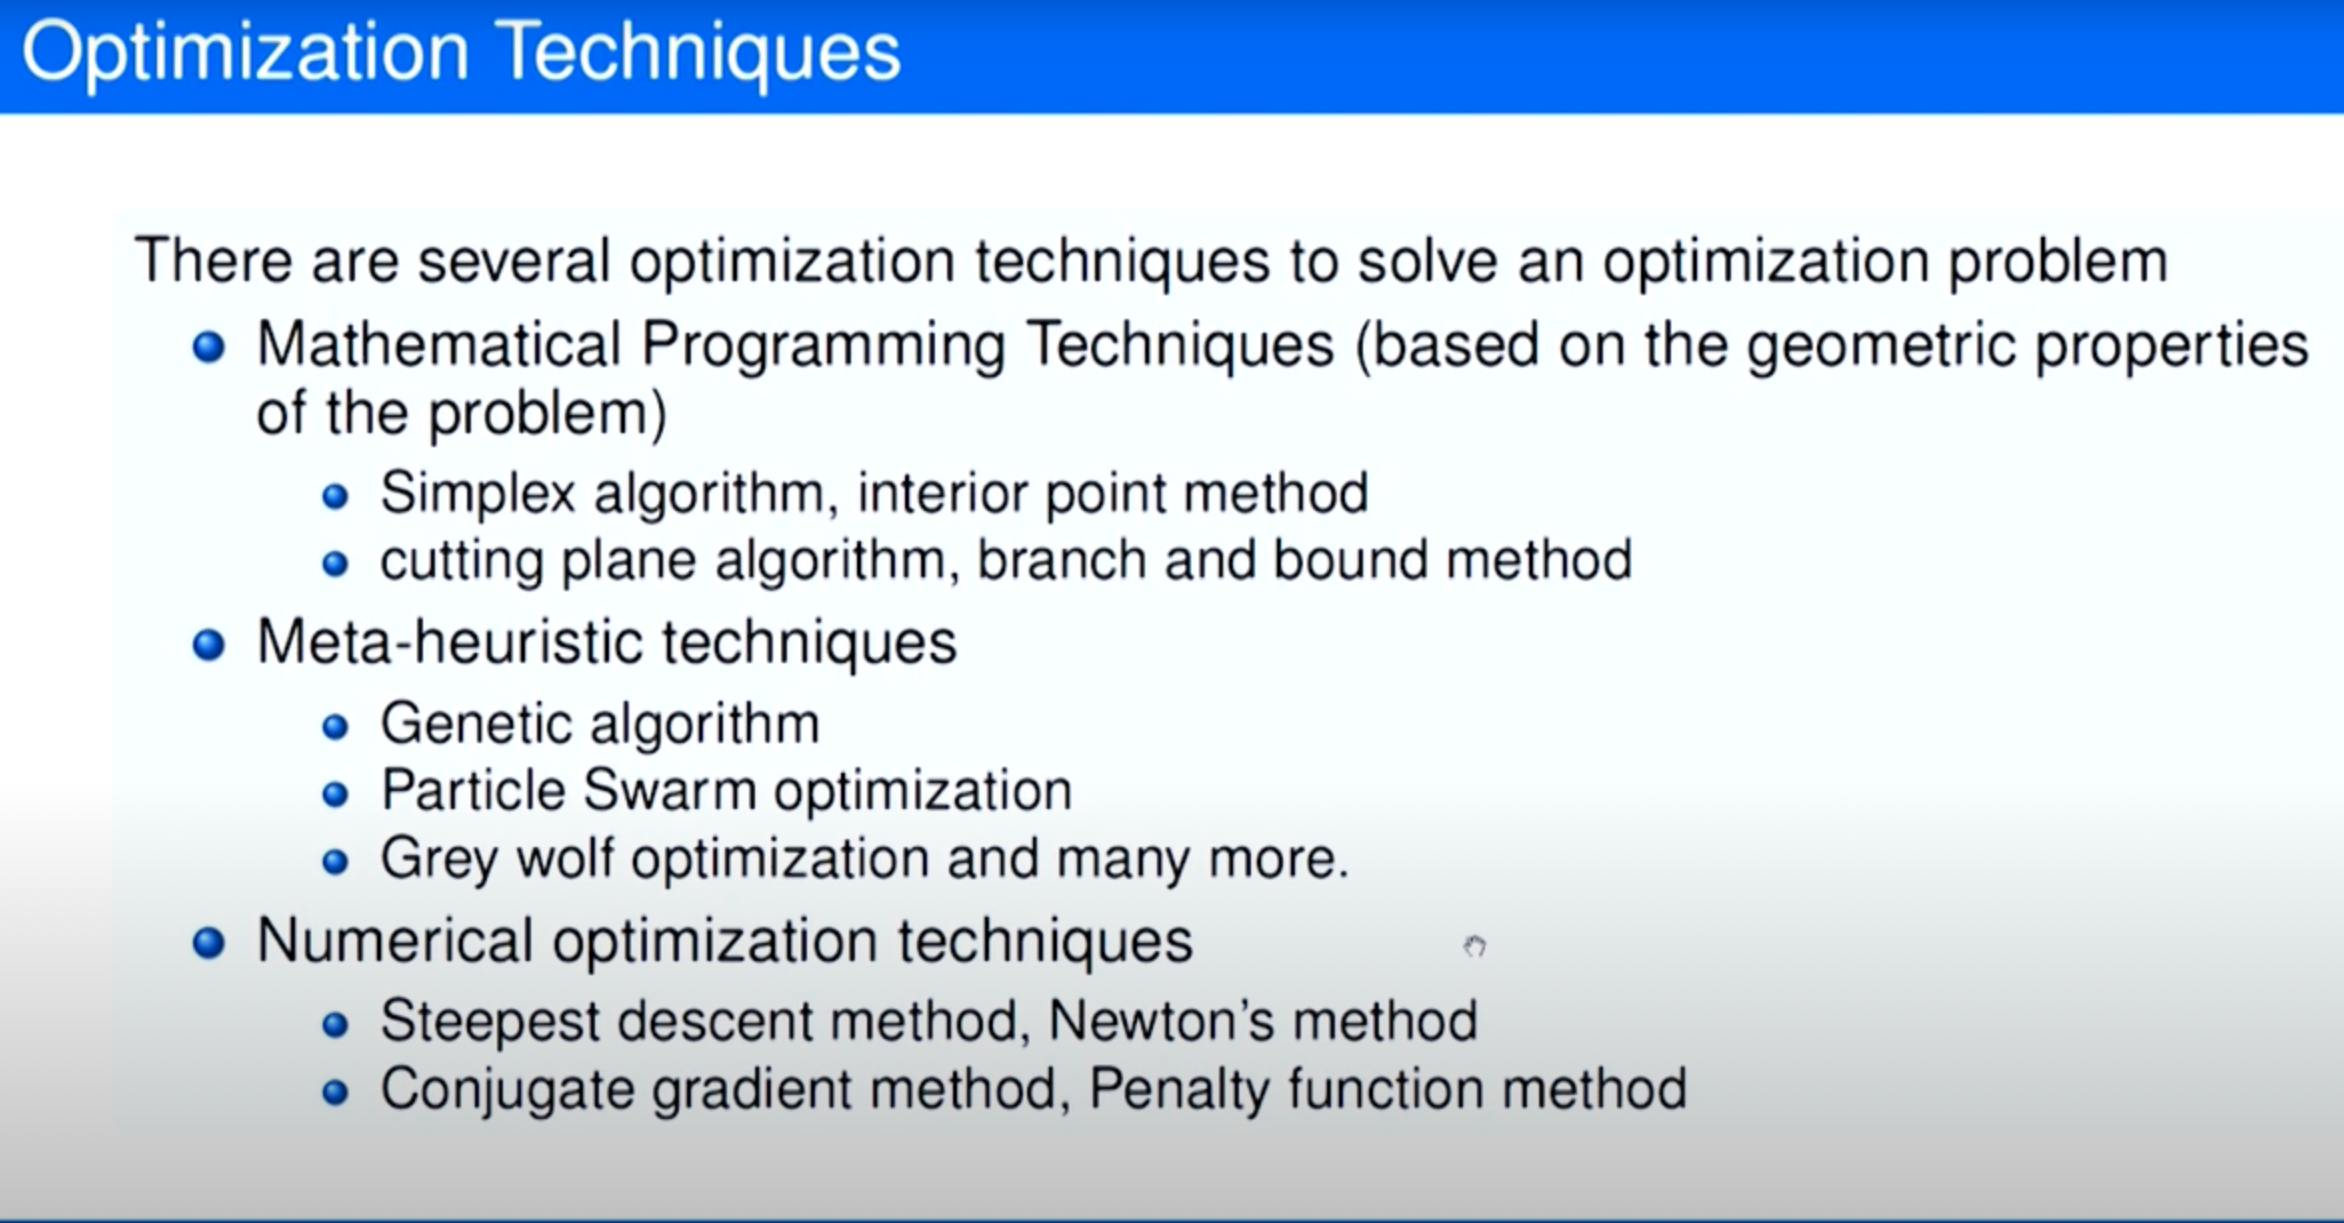 Optimization Techniques
There are several optimization techniques to solve an optimization problem
Mathematical Programming Techniques (based on the geometric properties
of the problem)
Simplex algorithm, interior point method
cutting plane algorithm, branch and bound method
Meta-heuristic techniques
Genetic algorithm
Particle Swarm optimization
Grey wolf optimization and many more.
Numerical optimization techniques
Steepest descent method, Newton's method
Conjugate gradient method, Penalty function method